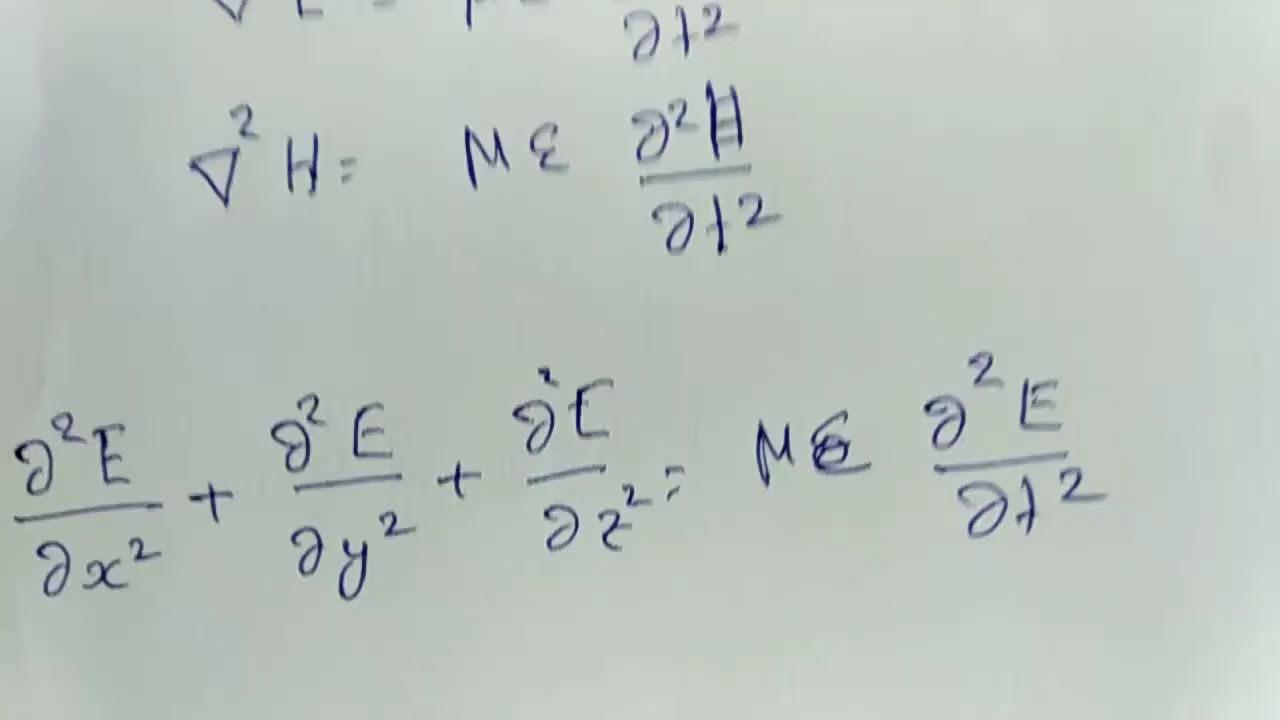 ∂t²
∇²H = με ∂²H/∂t²
∂²E/∂x² + ∂²E/∂y² + ∂²E/∂z² = με ∂²E/∂t²